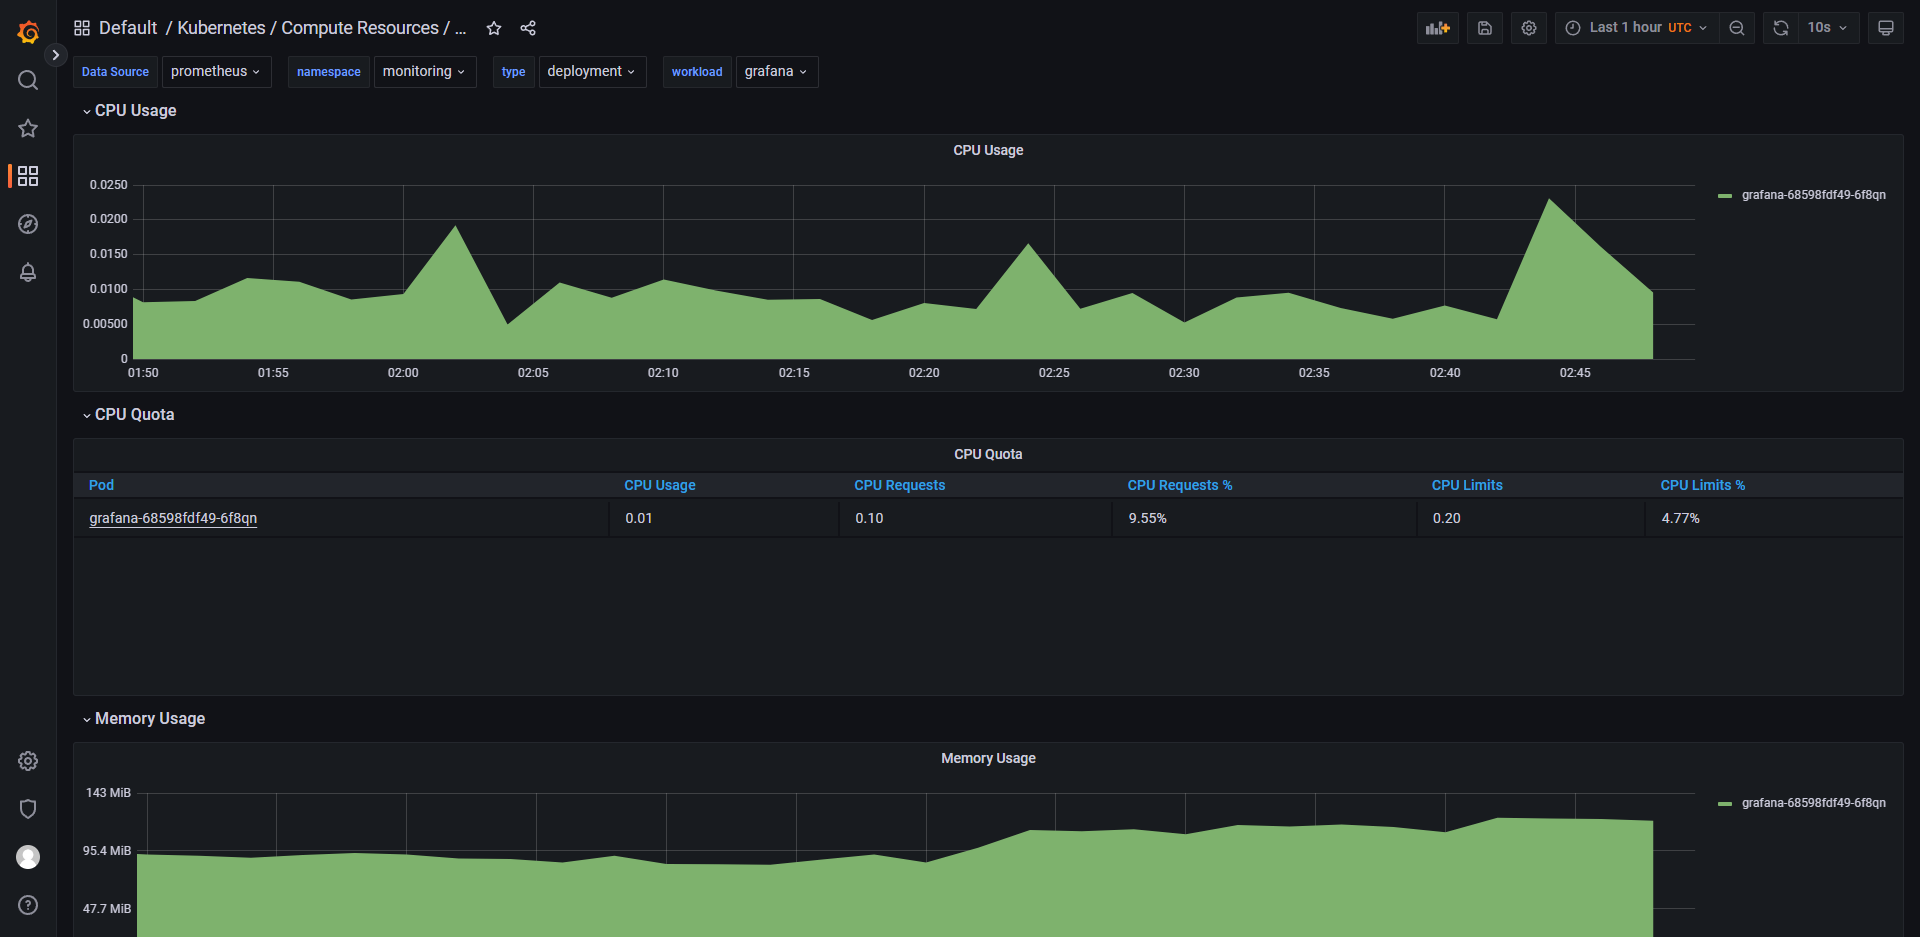 Default / Kubernetes / Compute Resources / ...
Last 1 hour UTC
10s
Data Source prometheus namespace monitoring type deployment workload grafana
CPU Usage
CPU Usage
0.0250
0.0200
0.0150
0.0100
0.00500
0
01:50 01:55 02:00 02:05 02:10 02:15 02:20 02:25 02:30 02:35 02:40 02:45
grafana-68598fdf49-6f8qn
CPU Quota
CPU Quota
Pod CPU Usage CPU Requests CPU Requests % CPU Limits CPU Limits %
grafana-68598fdf49-6f8qn 0.01 0.10 9.55% 0.20 4.77%
Memory Usage
Memory Usage
143 MiB
95.4 MiB
47.7 MiB
grafana-68598fdf49-6f8qn